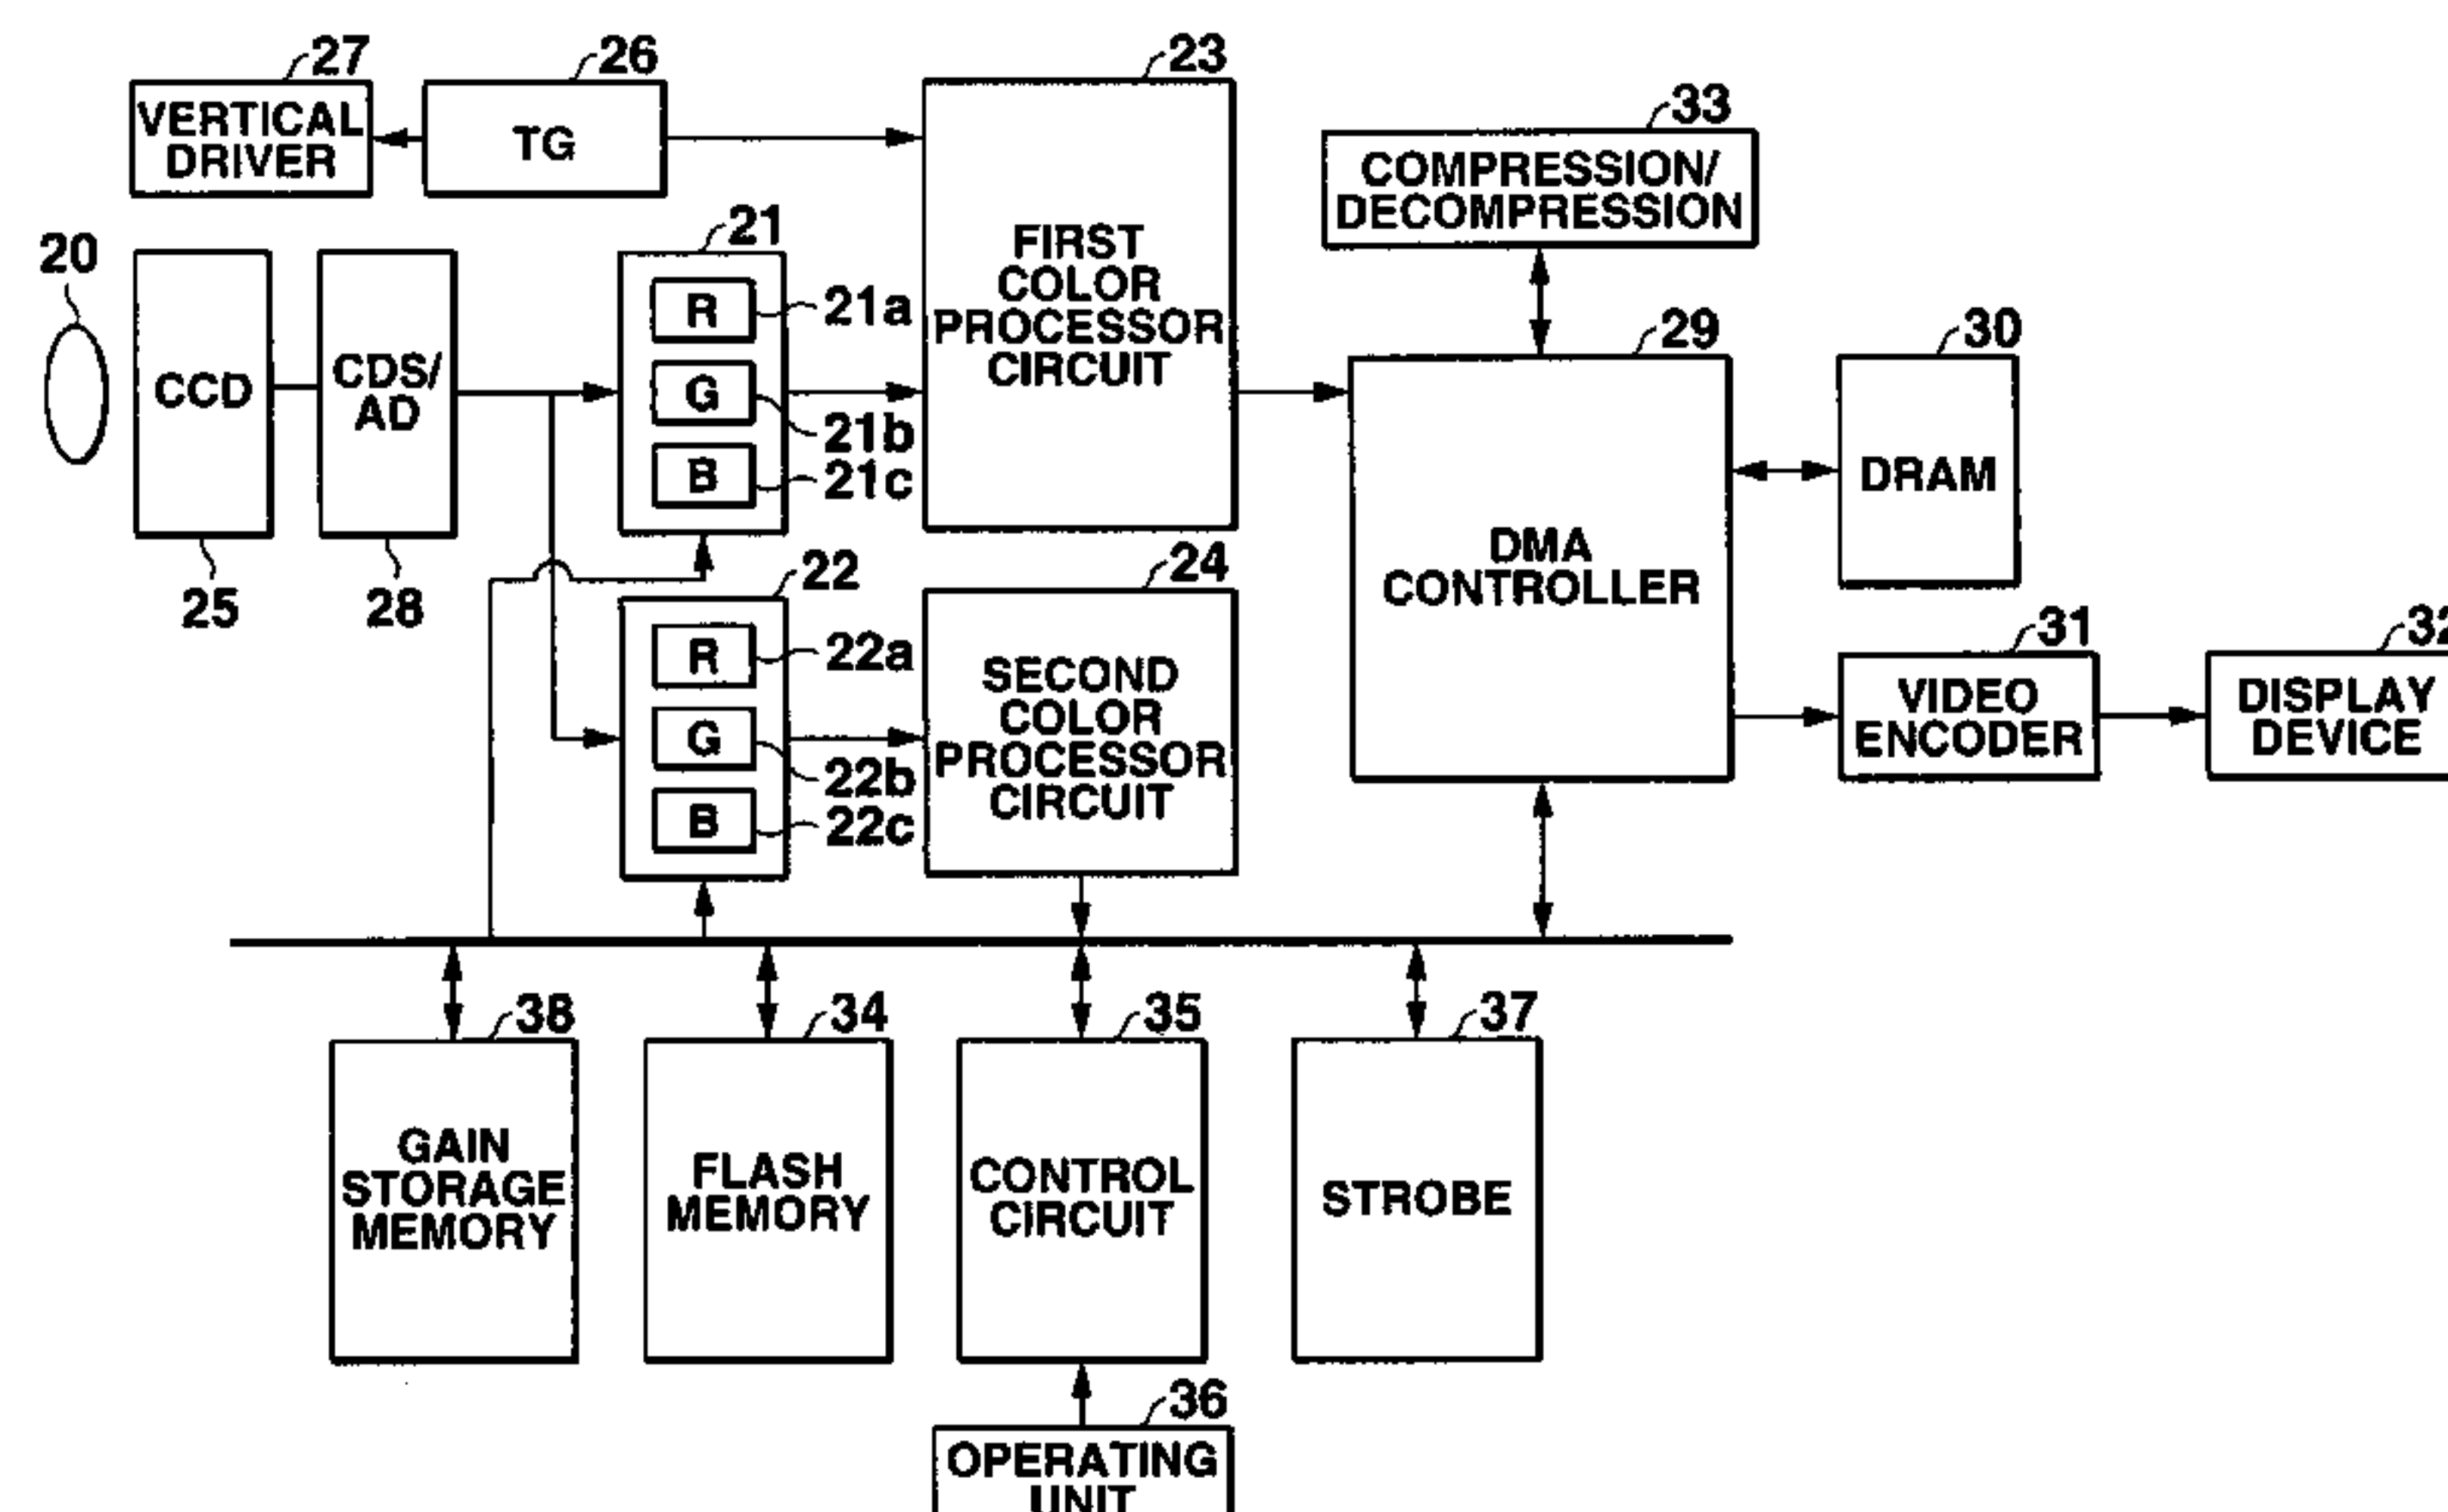 27
26
23
33
VERTICAL
DRIVER
TG
COMPRESSION/
DECOMPRESSION
20
21
FIRST
COLOR
PROCESSOR
CIRCUIT
R
21a
G
21b
B
21c
CCD
CDS/
AD
25
28
29
30
DMA
CONTROLLER
DRAM
22
24
R
22a
G
22b
B
22c
SECOND
COLOR
PROCESSOR
CIRCUIT
31
32
VIDEO
ENCODER
DISPLAY
DEVICE
38
34
35
37
GAIN
STORAGE
MEMORY
FLASH
MEMORY
CONTROL
CIRCUIT
STROBE
36
OPERATING
UNIT